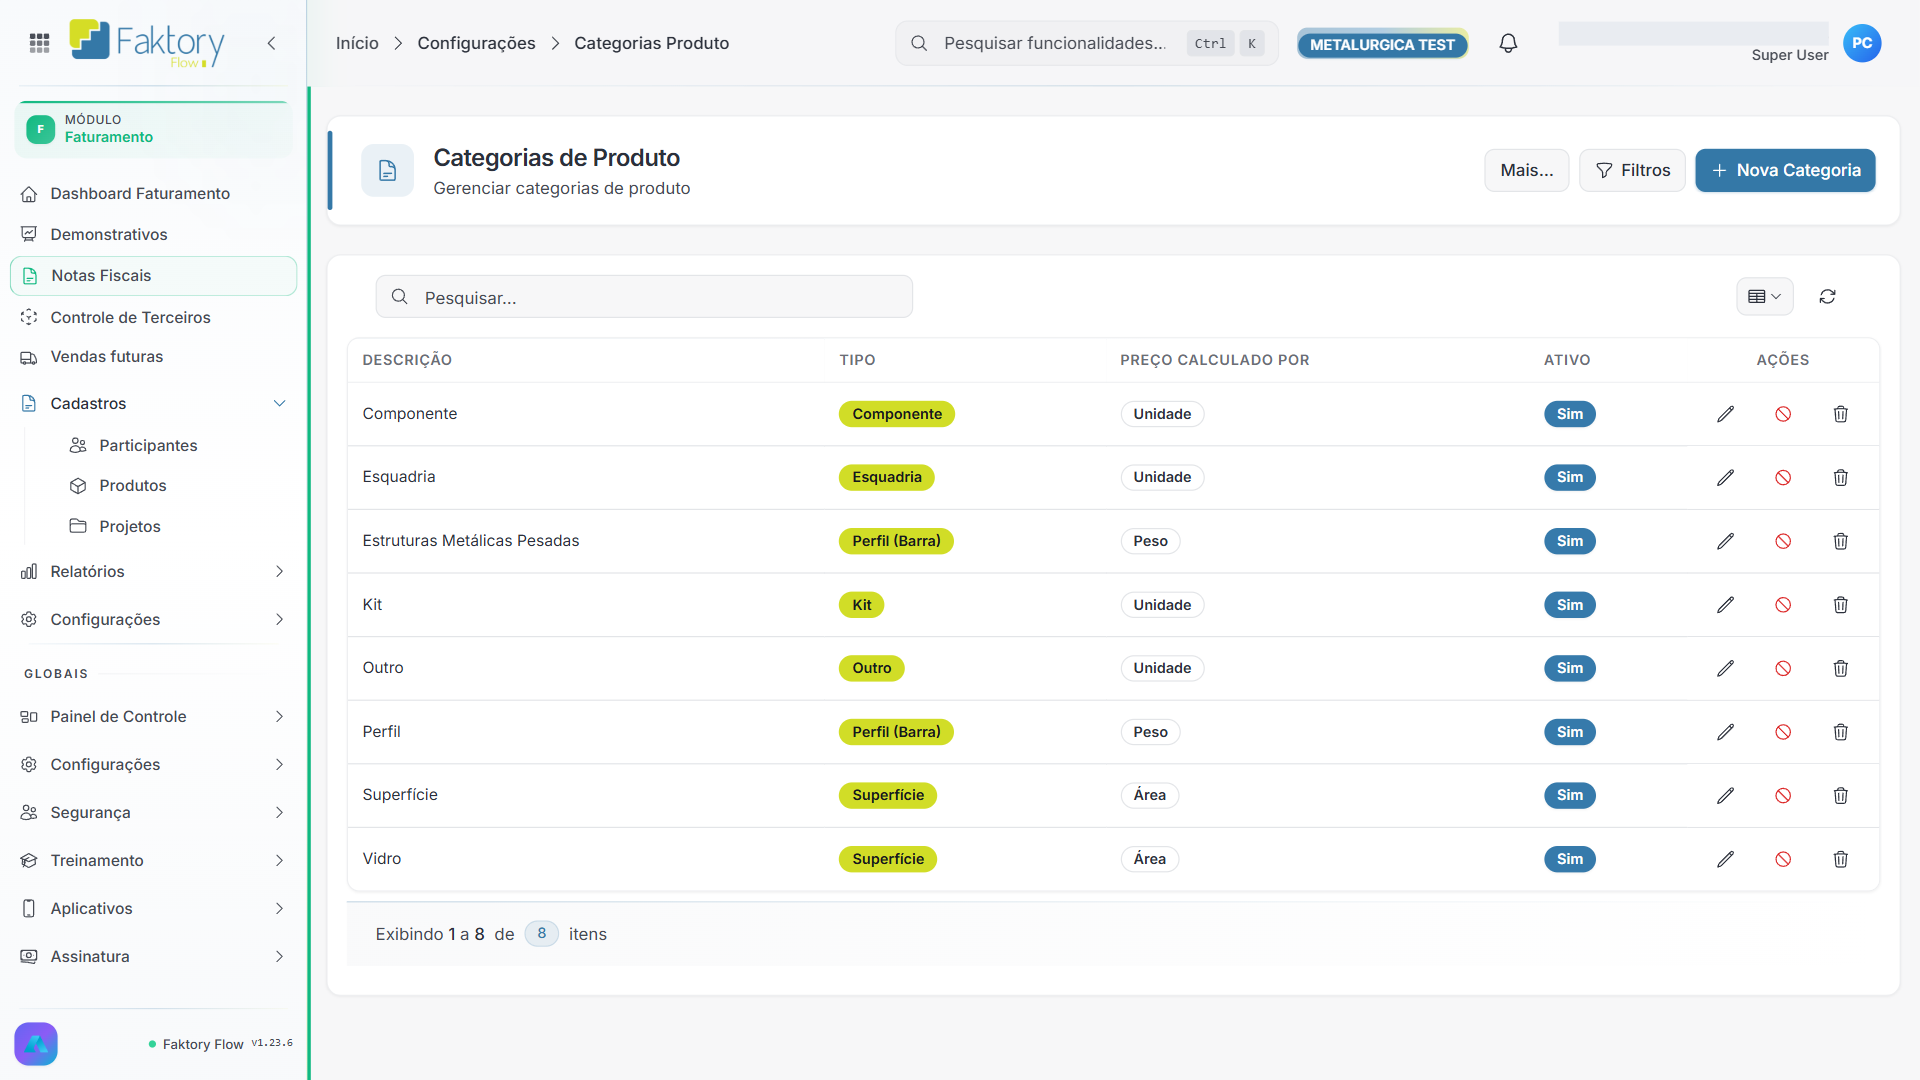 Faktory
Flow
Início > Configurações > Categorias Produto
Pesquisar funcionalidades...
Ctrl K
METALURGICA TEST
Super User
PC
F
MÓDULO
Faturamento
Dashboard Faturamento
Demonstrativos
Notas Fiscais
Controle de Terceiros
Vendas futuras
Cadastros
Participantes
Produtos
Projetos
Relatórios
Configurações
GLOBAIS
Painel de Controle
Configurações
Segurança
Treinamento
Aplicativos
Assinatura
Faktory Flow v1.23.6
Categorias de Produto
Gerenciar categorias de produto
Mais...
Filtros
Nova Categoria
Pesquisar...
DESCRIÇÃO TIPO PREÇO CALCULADO POR ATIVO AÇÕES
Componente Componente Unidade Sim
Esquadria Esquadria Unidade Sim
Estruturas Metálicas Pesadas Perfil (Barra) Peso Sim
Kit Kit Unidade Sim
Outro Outro Unidade Sim
Perfil Perfil (Barra) Peso Sim
Superfície Superfície Área Sim
Vidro Superfície Área Sim
Exibindo 1 a 8 de 8 itens